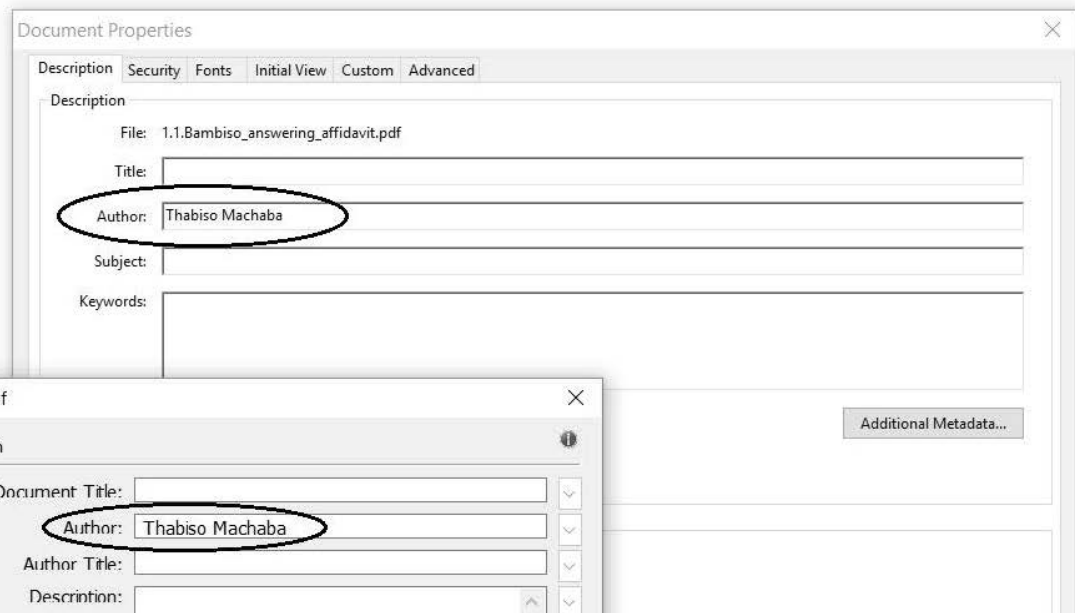 Document Properties
Description Security Fonts Initial View Custom Advanced
Description
File: 1.1.Bambiso_answering_affidavit.pdf
Title:
Author: Thabiso Machaba
Subject:
Keywords:
Additional Metadata...
f
n
Document Title:
Author: Thabiso Machaba
Author Title:
Description: